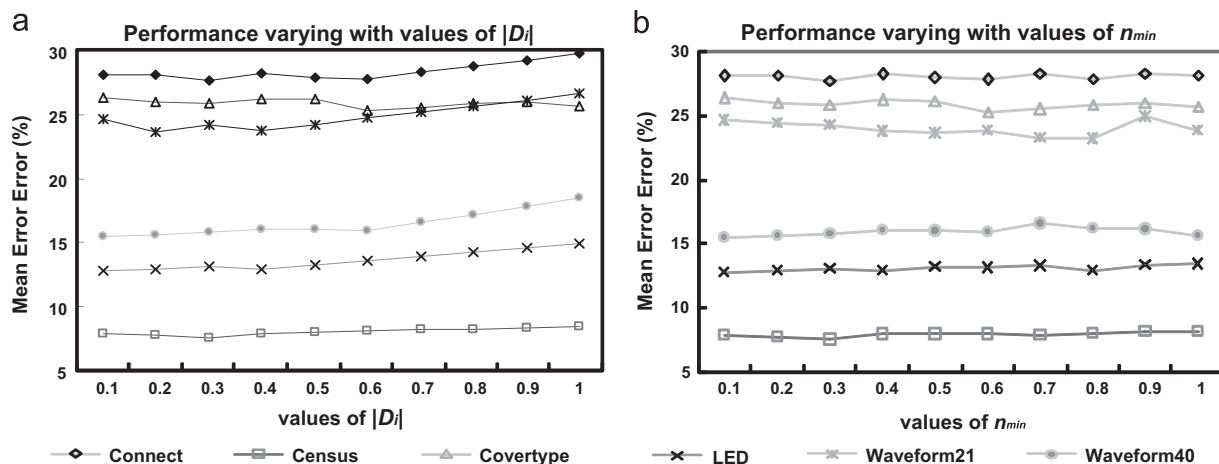 a
Performance varying with values of |Di|
Mean Error Error (%)
30
25
20
15
10
5
0.1 0.2 0.3 0.4 0.5 0.6 0.7 0.8 0.9 1
values of |Di|
b
Performance varying with values of nmin
Mean Error Error (%)
30
25
20
15
10
5
0.1 0.2 0.3 0.4 0.5 0.6 0.7 0.8 0.9 1
values of nmin
Connect Census Covertype LED Waveform21 Waveform40